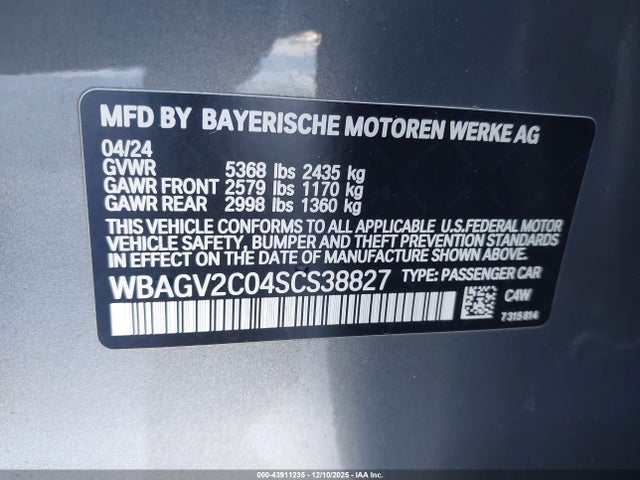 MFD BY BAYERISCHE MOTOREN WERKE AG
04/24
GVWR 5368 lbs 2435 kg
GAWR FRONT 2579 lbs 1170 kg
GAWR REAR 2998 lbs 1360 kg
THIS VEHICLE CONFORMS TO ALL APPLICABLE U.S.FEDERAL MOTOR
VEHICLE SAFETY, BUMPER AND THEFT PREVENTION STANDARDS
IN EFFECT ON THE DATE OF MANUFACTURE SHOWN ABOVE.
WBAGV2C04SCS38827 TYPE: PASSENGER CAR
C4W
7 315 814
000-43911235 - 12/10/2025 - IAA Inc.